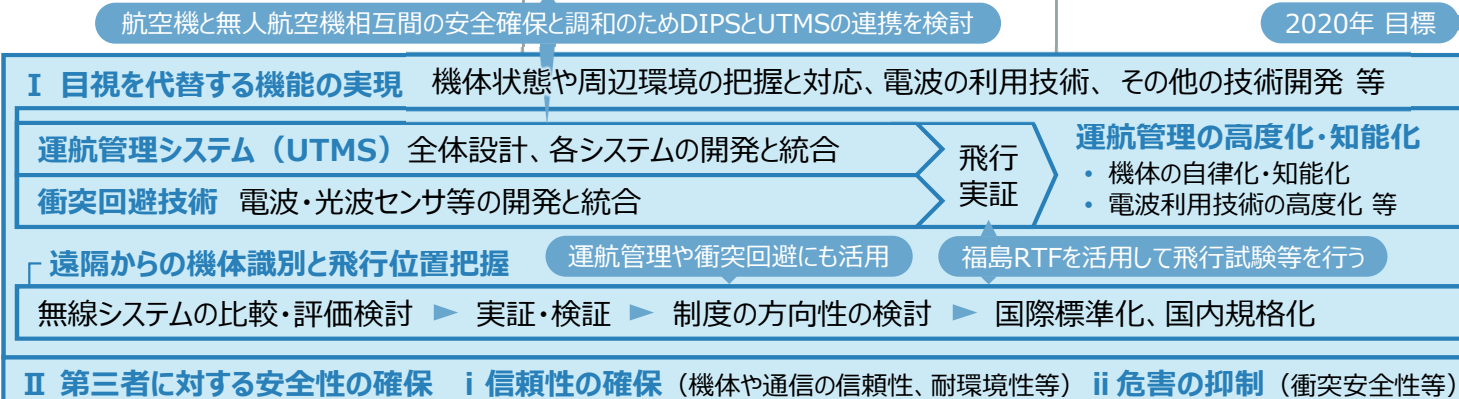 航空機と無人航空機相互間の安全確保と調和のためDIPSとUTMSの連携を検討
2020年 目標
Ⅰ 目視を代替する機能の実現 機体状態や周辺環境の把握と対応、電波の利用技術、その他の技術開発 等
運航管理システム（UTMS）全体設計、各システムの開発と統合
衝突回避技術 電波・光波センサ等の開発と統合
飛行
実証
運航管理の高度化・知能化
・ 機体の自律化・知能化
・ 電波利用技術の高度化 等
遠隔からの機体識別と飛行位置把握
運航管理や衝突回避にも活用
福島RTFを活用して飛行試験等を行う
無線システムの比較・評価検討 ► 実証・検証 ► 制度の方向性の検討 ► 国際標準化、国内規格化
Ⅱ 第三者に対する安全性の確保 ⅰ 信頼性の確保（機体や通信の信頼性、耐環境性等）ⅱ 危害の抑制（衝突安全性等）